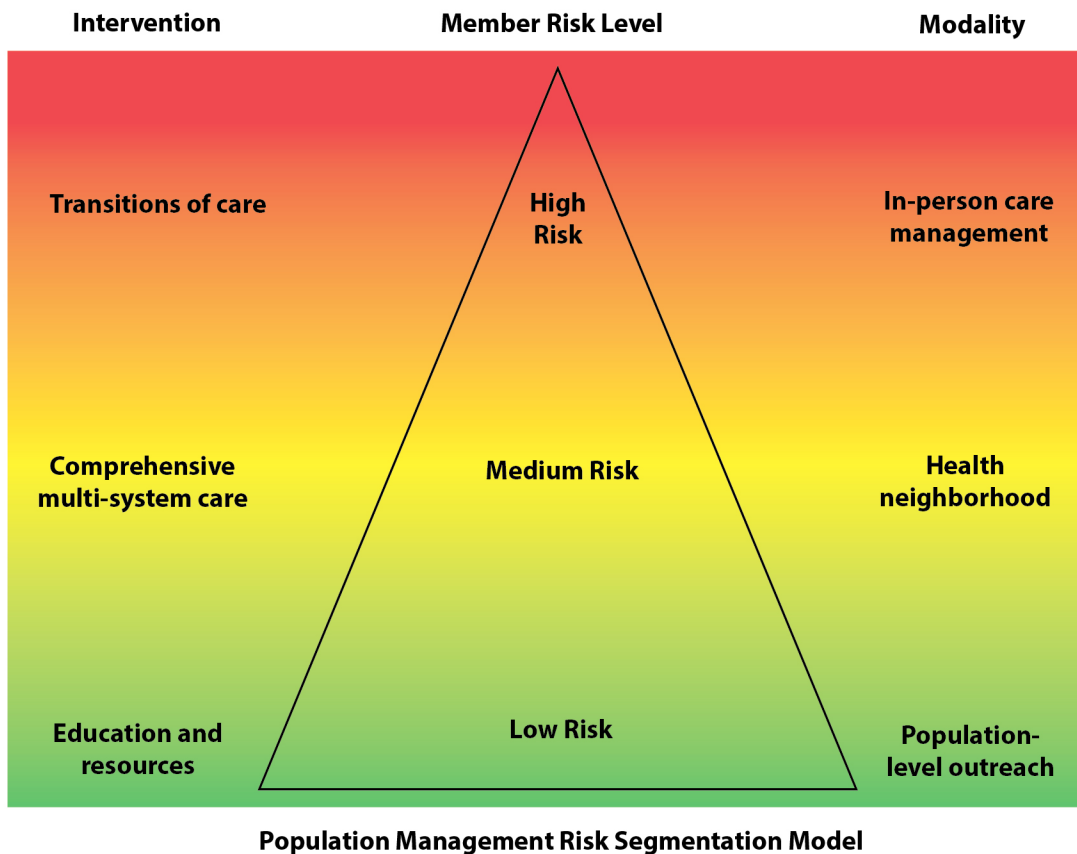 Intervention
Member Risk Level
Modality
Transitions of care
High
Risk
In-person care
management
Comprehensive
multi-system care
Medium Risk
Health
neighborhood
Education and
resources
Low Risk
Population-
level outreach
Population Management Risk Segmentation Model